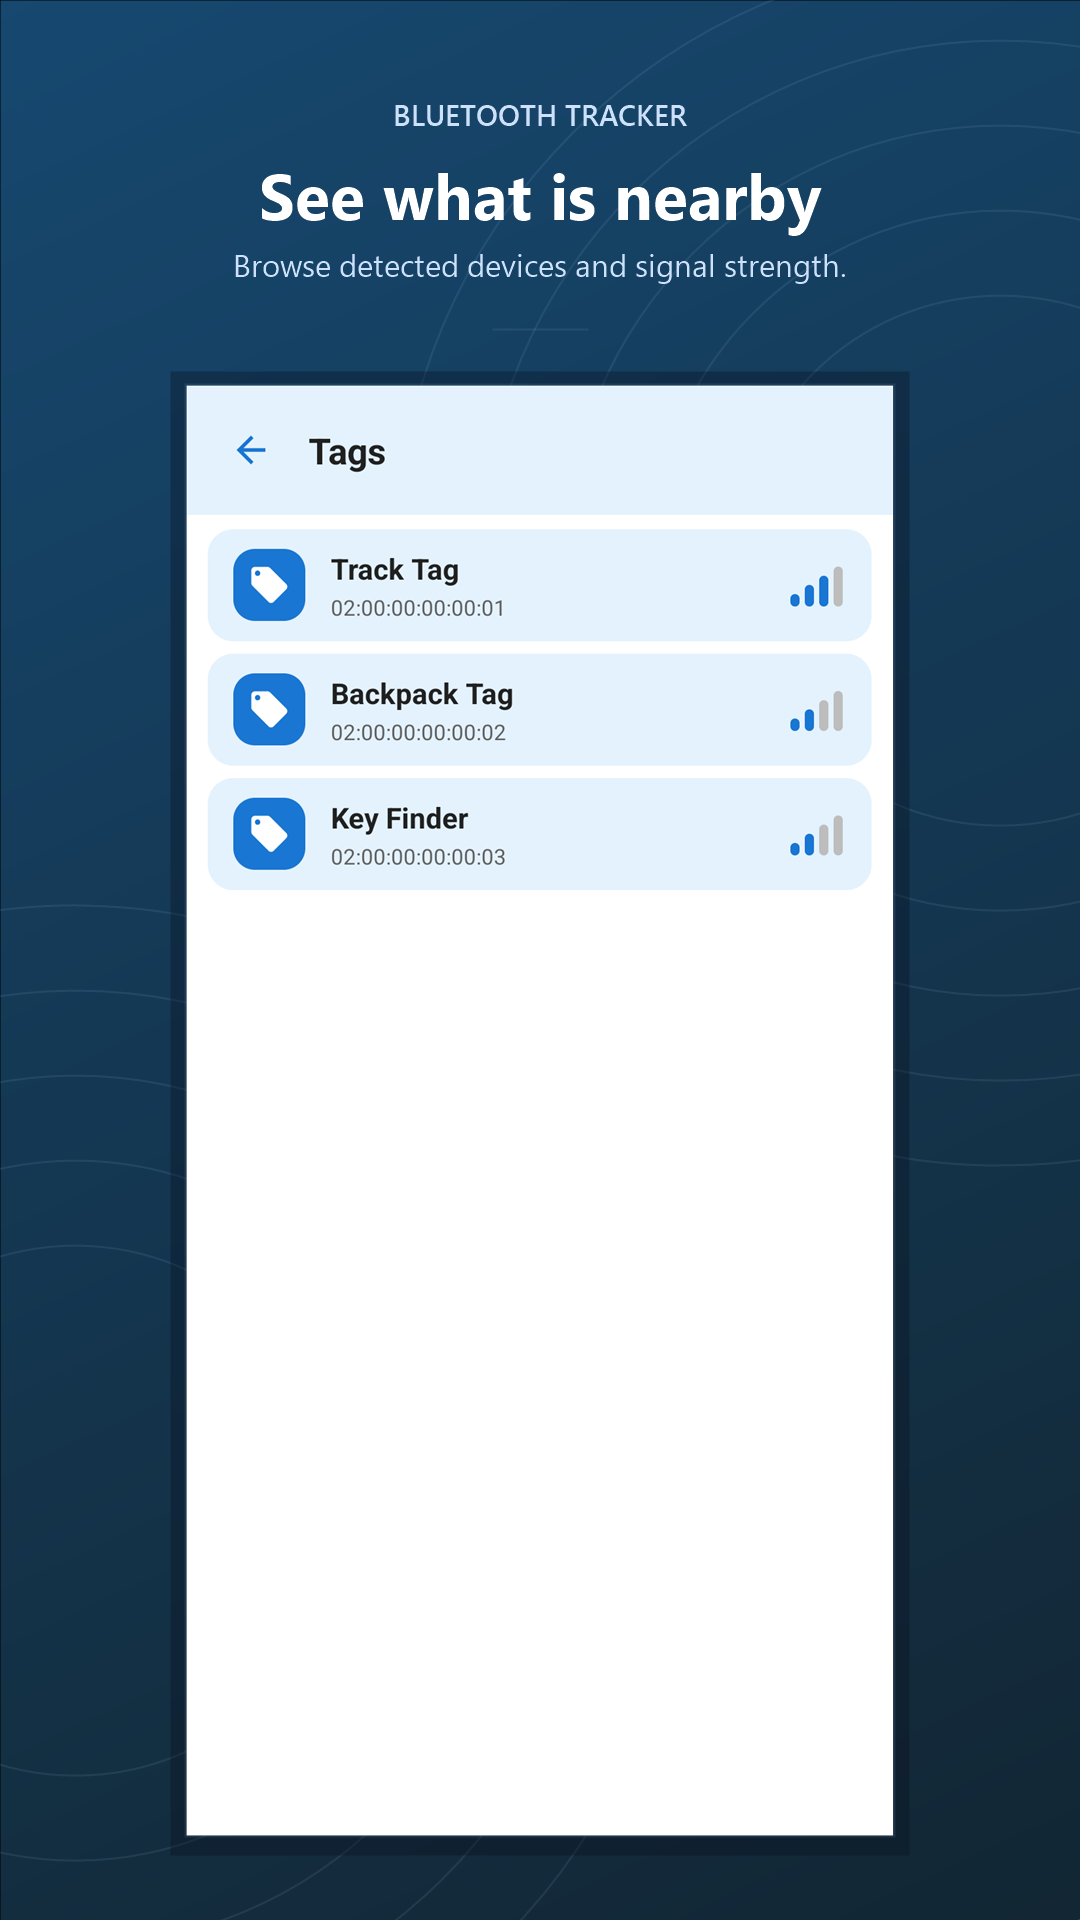 BLUETOOTH TRACKER
See what is nearby
Browse detected devices and signal strength.
Tags
Track Tag
02:00:00:00:00:01
Backpack Tag
02:00:00:00:00:02
Key Finder
02:00:00:00:00:03